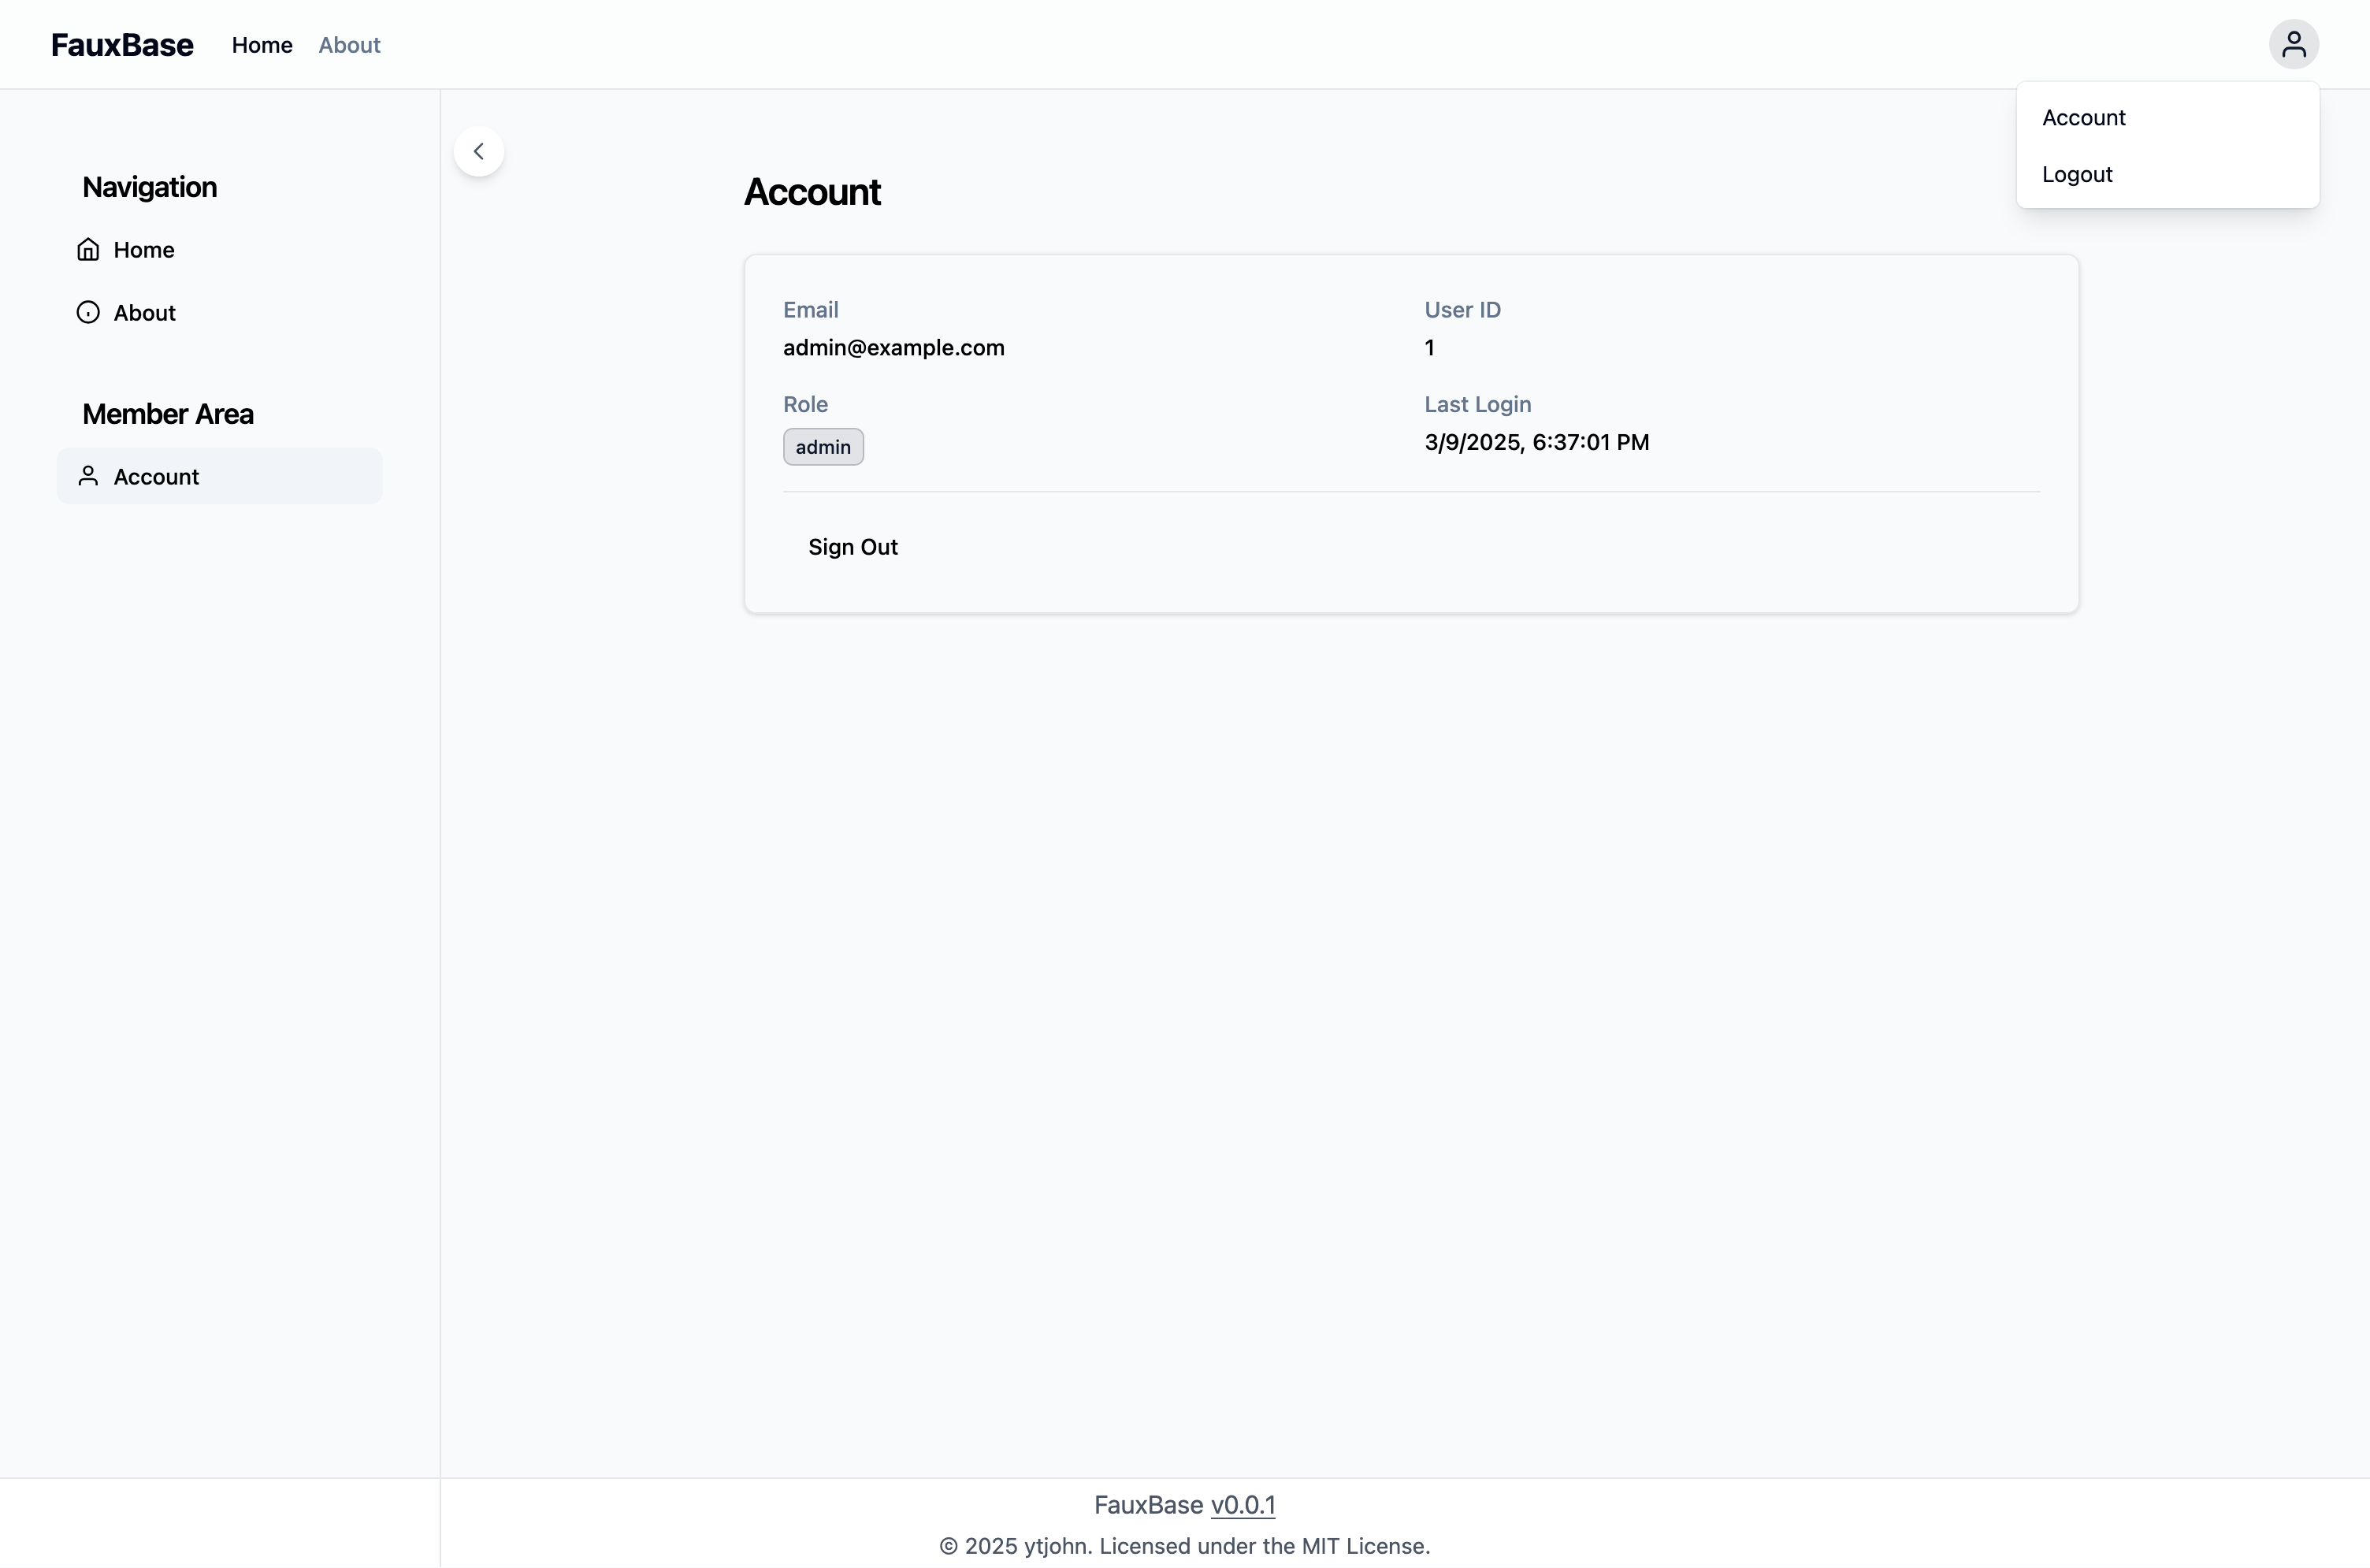 FauxBase Home About
Account
Logout
Navigation
Home
About
Member Area
Account
Account
Email
admin@example.com
User ID
1
Role
admin
Last Login
3/9/2025, 6:37:01 PM
Sign Out
FauxBase v0.0.1
© 2025 ytjohn. Licensed under the MIT License.